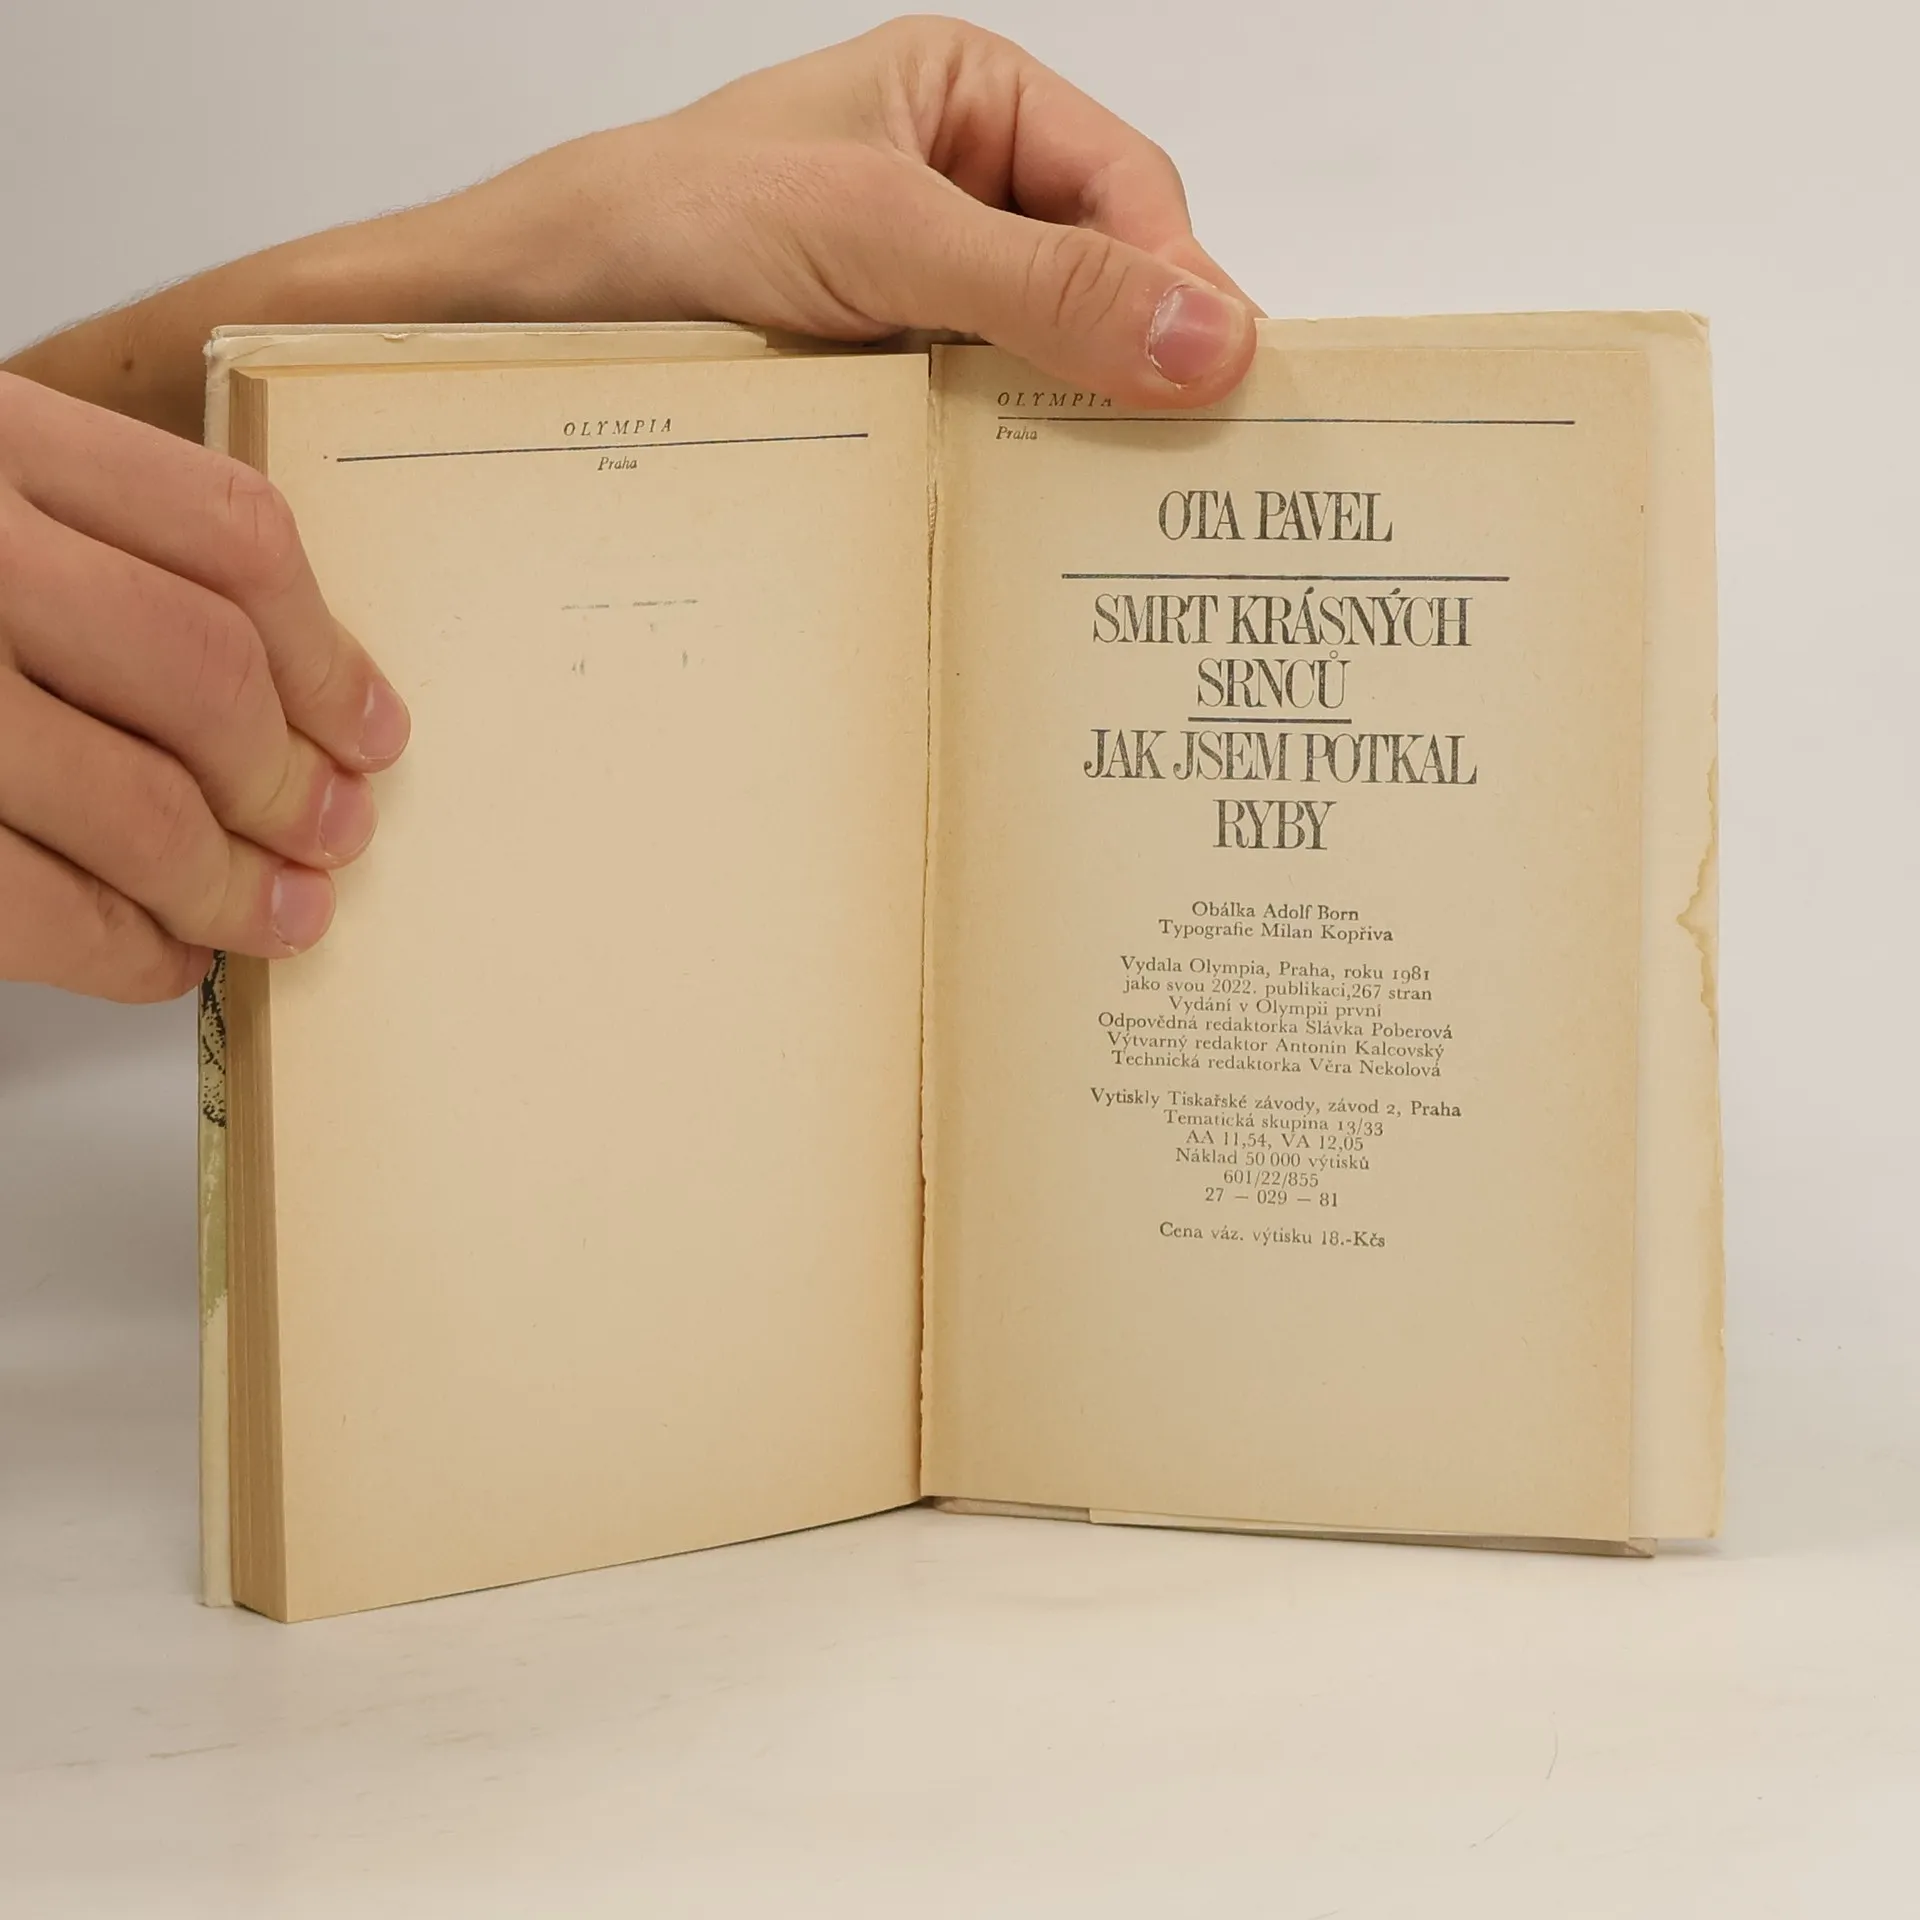 OLYMPIA
Praha
OLYMPIA
Praha
OTA PAVEL
SMRT KRÁSNÝCH
SRNCŮ
JAK JSEM POTKAL
RYBY
Obálka Adolf Born
Typografie Milan Kopřiva
Vydala Olympia, Praha, roku 1981
jako svou 2022. publikaci,267 stran
Vydání v Olympii první
Odpovědná redaktorka Slávka Poberová
Výtvarný redaktor Antonín Kalcovský
Technická redaktorka Věra Nekolová
Vytiskly Tiskařské závody, závod 2, Praha
Tematická skupina 13/33
AA 11,54, VA 12,05
Náklad 50 000 výtisků
601/22/855
27 — 029 — 81
Cena váz. výtisku 18.-Kčs